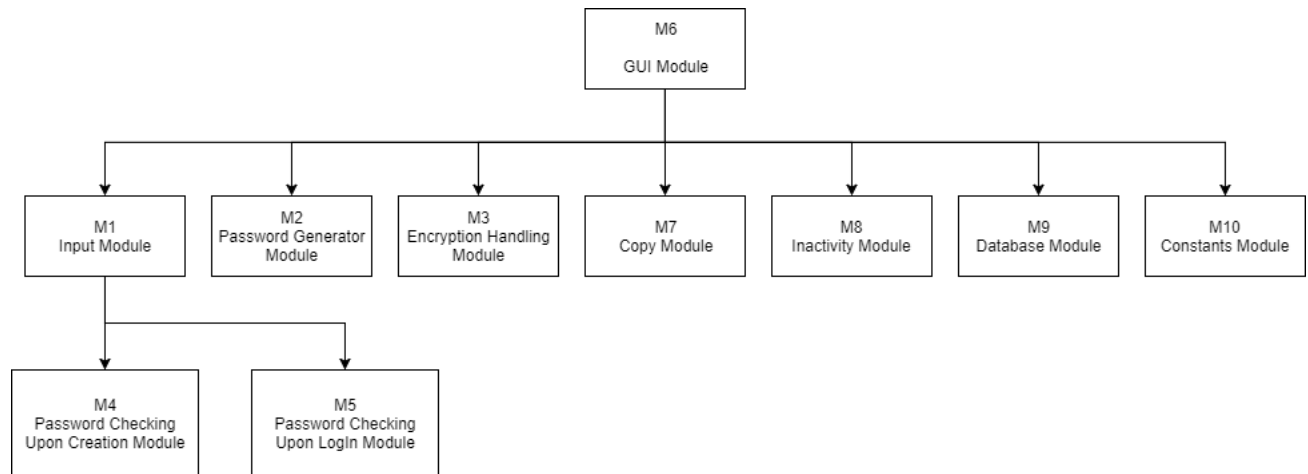 M6
GUI Module
M1
Input Module
M2
Password Generator
Module
M3
Encryption Handling
Module
M7
Copy Module
M8
Inactivity Module
M9
Database Module
M10
Constants Module
M4
Password Checking
Upon Creation Module
M5
Password Checking
Upon LogIn Module